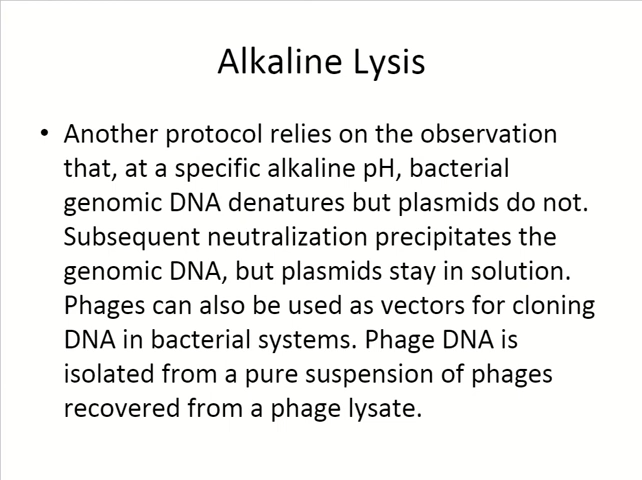 Alkaline Lysis
• Another protocol relies on the observation
that, at a specific alkaline pH, bacterial
genomic DNA denatures but plasmids do not.
Subsequent neutralization precipitates the
genomic DNA, but plasmids stay in solution.
Phages can also be used as vectors for cloning
DNA in bacterial systems. Phage DNA is
isolated from a pure suspension of phages
recovered from a phage lysate.